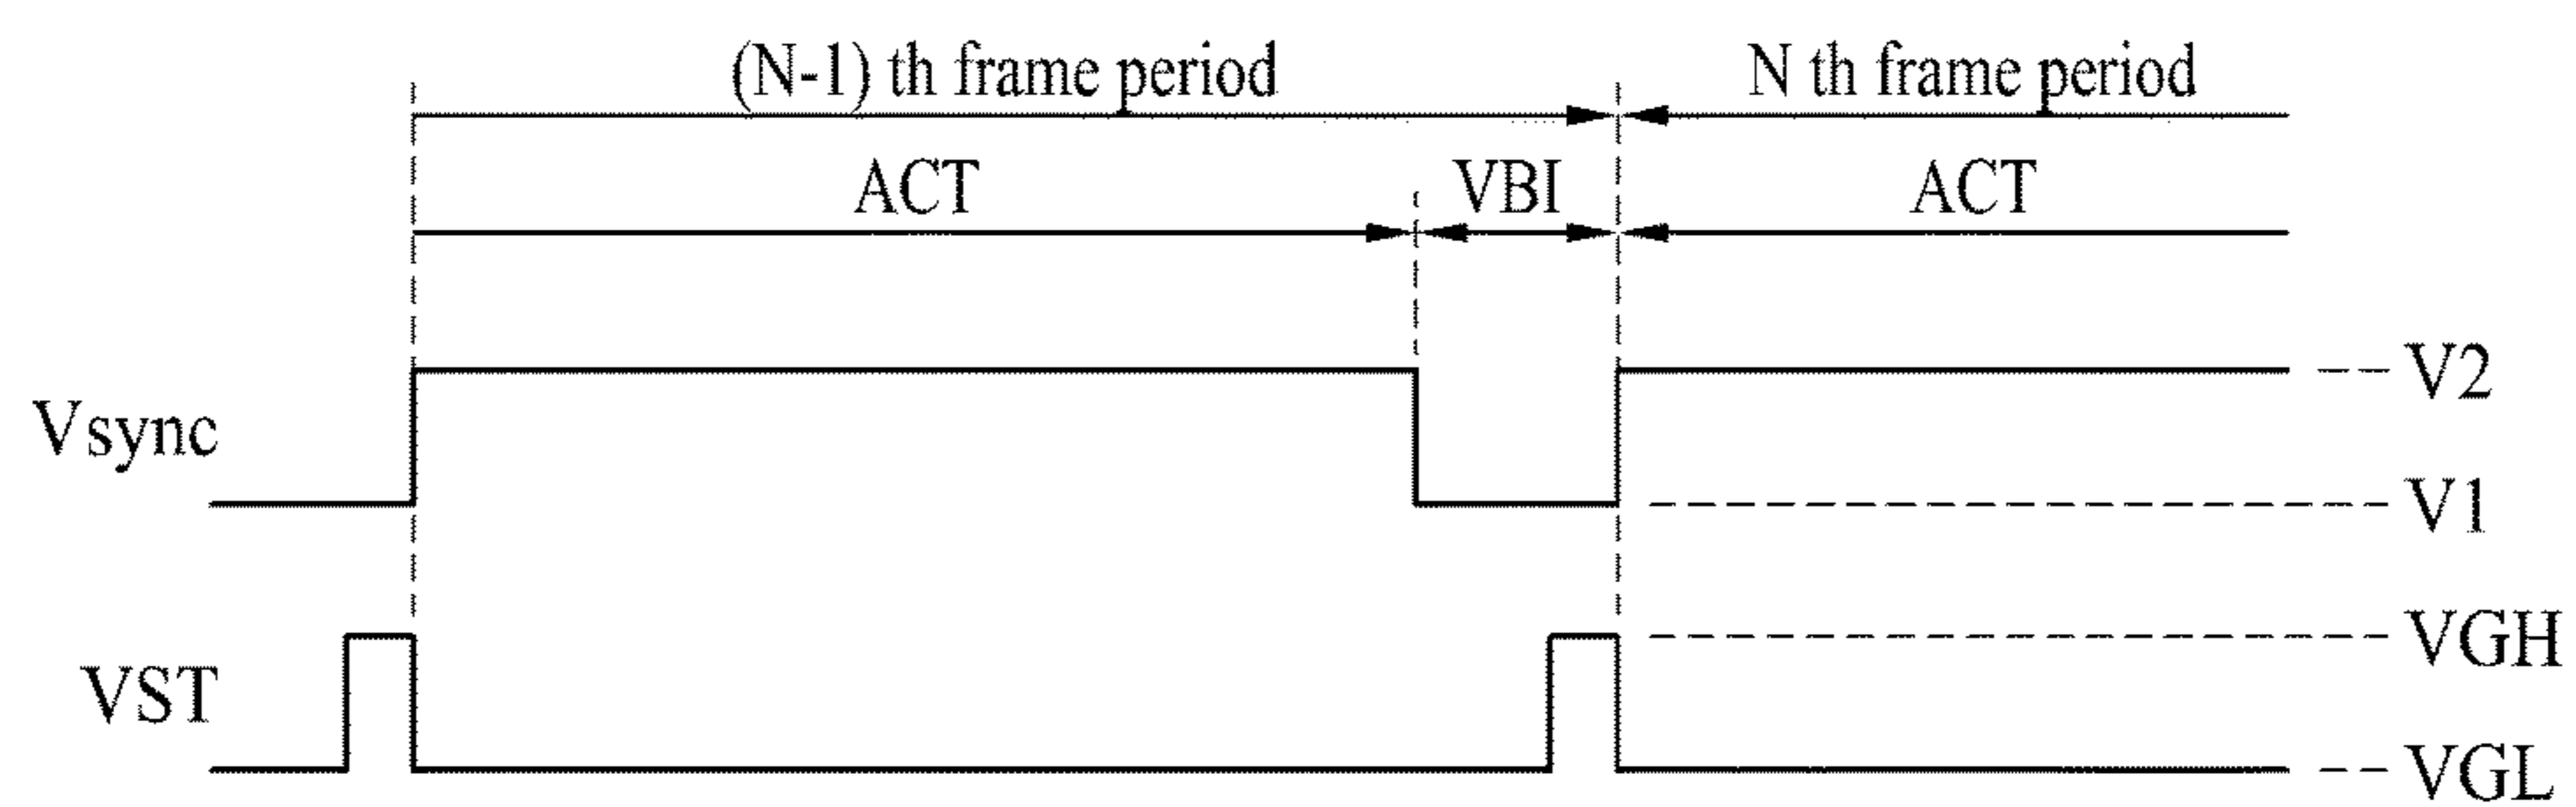 (N-1) th frame period N th frame period
ACT VBI ACT
Vsync V2
V1
VST VGH
VGL